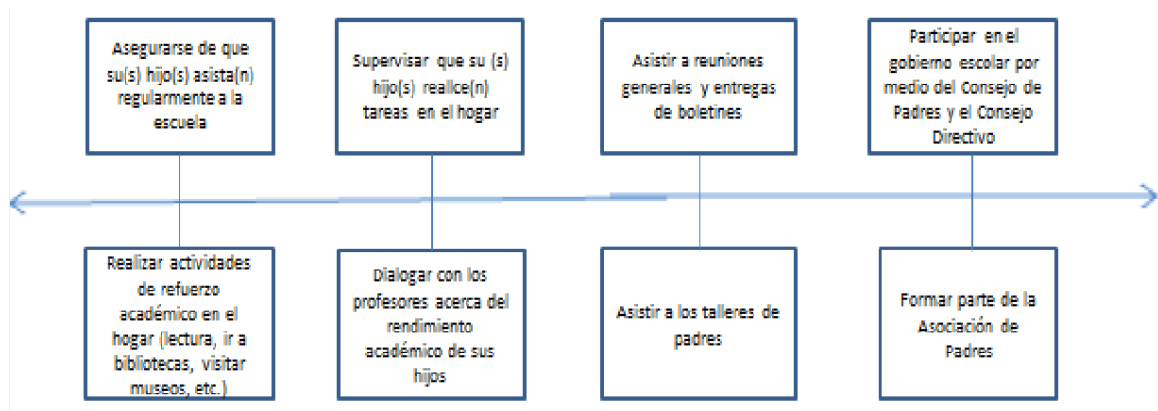 Asegurarse de que
su(s) hijo(s) asista(n)
regularmente a la
escuela
Supervisar que su (s)
hijo(s) realice(n)
tareas en el hogar
Asistir a reuniones
generales y entregas
de boletines
Participar en el
gobierno escolar por
medio del Consejo de
Padres y el Consejo
Directivo
Realizar actividades
de refuerzo
académico en el
hogar (lectura, ir a
bibliotecas, visitar
museos, etc.)
Dialogar con los
profesores acerca del
rendimiento
académico de sus
hijos
Asistir a los talleres de
padres
Formar parte de la
Asociación de
Padres